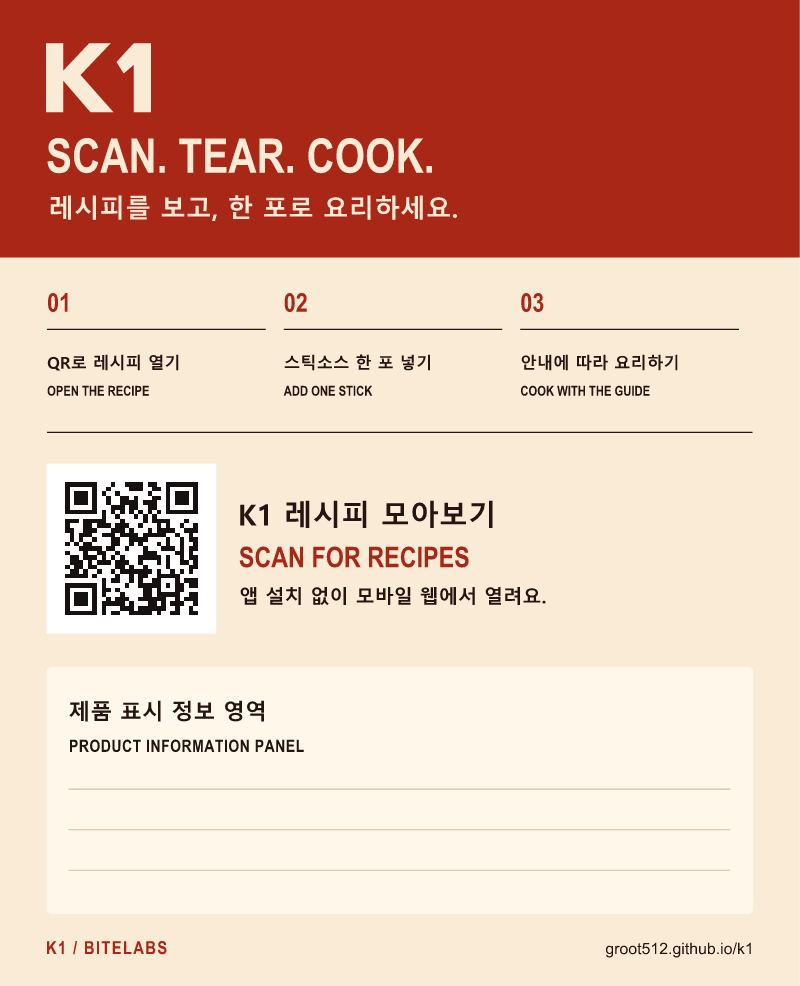 K1
SCAN. TEAR. COOK.
레시피를 보고, 한 포로 요리하세요.
01
02
03
QR로 레시피 열기
스틱소스 한 포 넣기
안내에 따라 요리하기
OPEN THE RECIPE
ADD ONE STICK
COOK WITH THE GUIDE
K1 레시피 모아보기
SCAN FOR RECIPES
앱 설치 없이 모바일 웹에서 열려요.
제품 표시 정보 영역
PRODUCT INFORMATION PANEL
K1 / BITELABS
groot512.github.io/k1